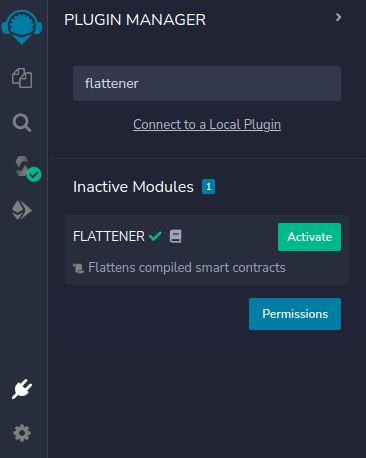 PLUGIN MANAGER
flattener
Connect to a Local Plugin
Inactive Modules 1
FLATTENER Activate
Flattens compiled smart contracts
Permissions